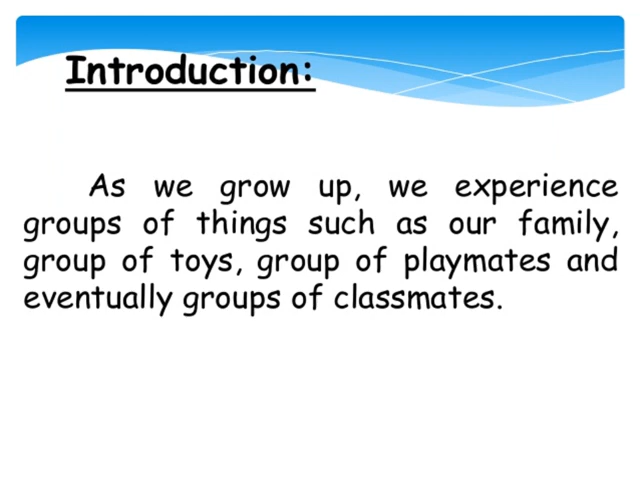 Introduction:
As we grow up, we experience
groups of things such as our family,
group of toys, group of playmates and
eventually groups of classmates.